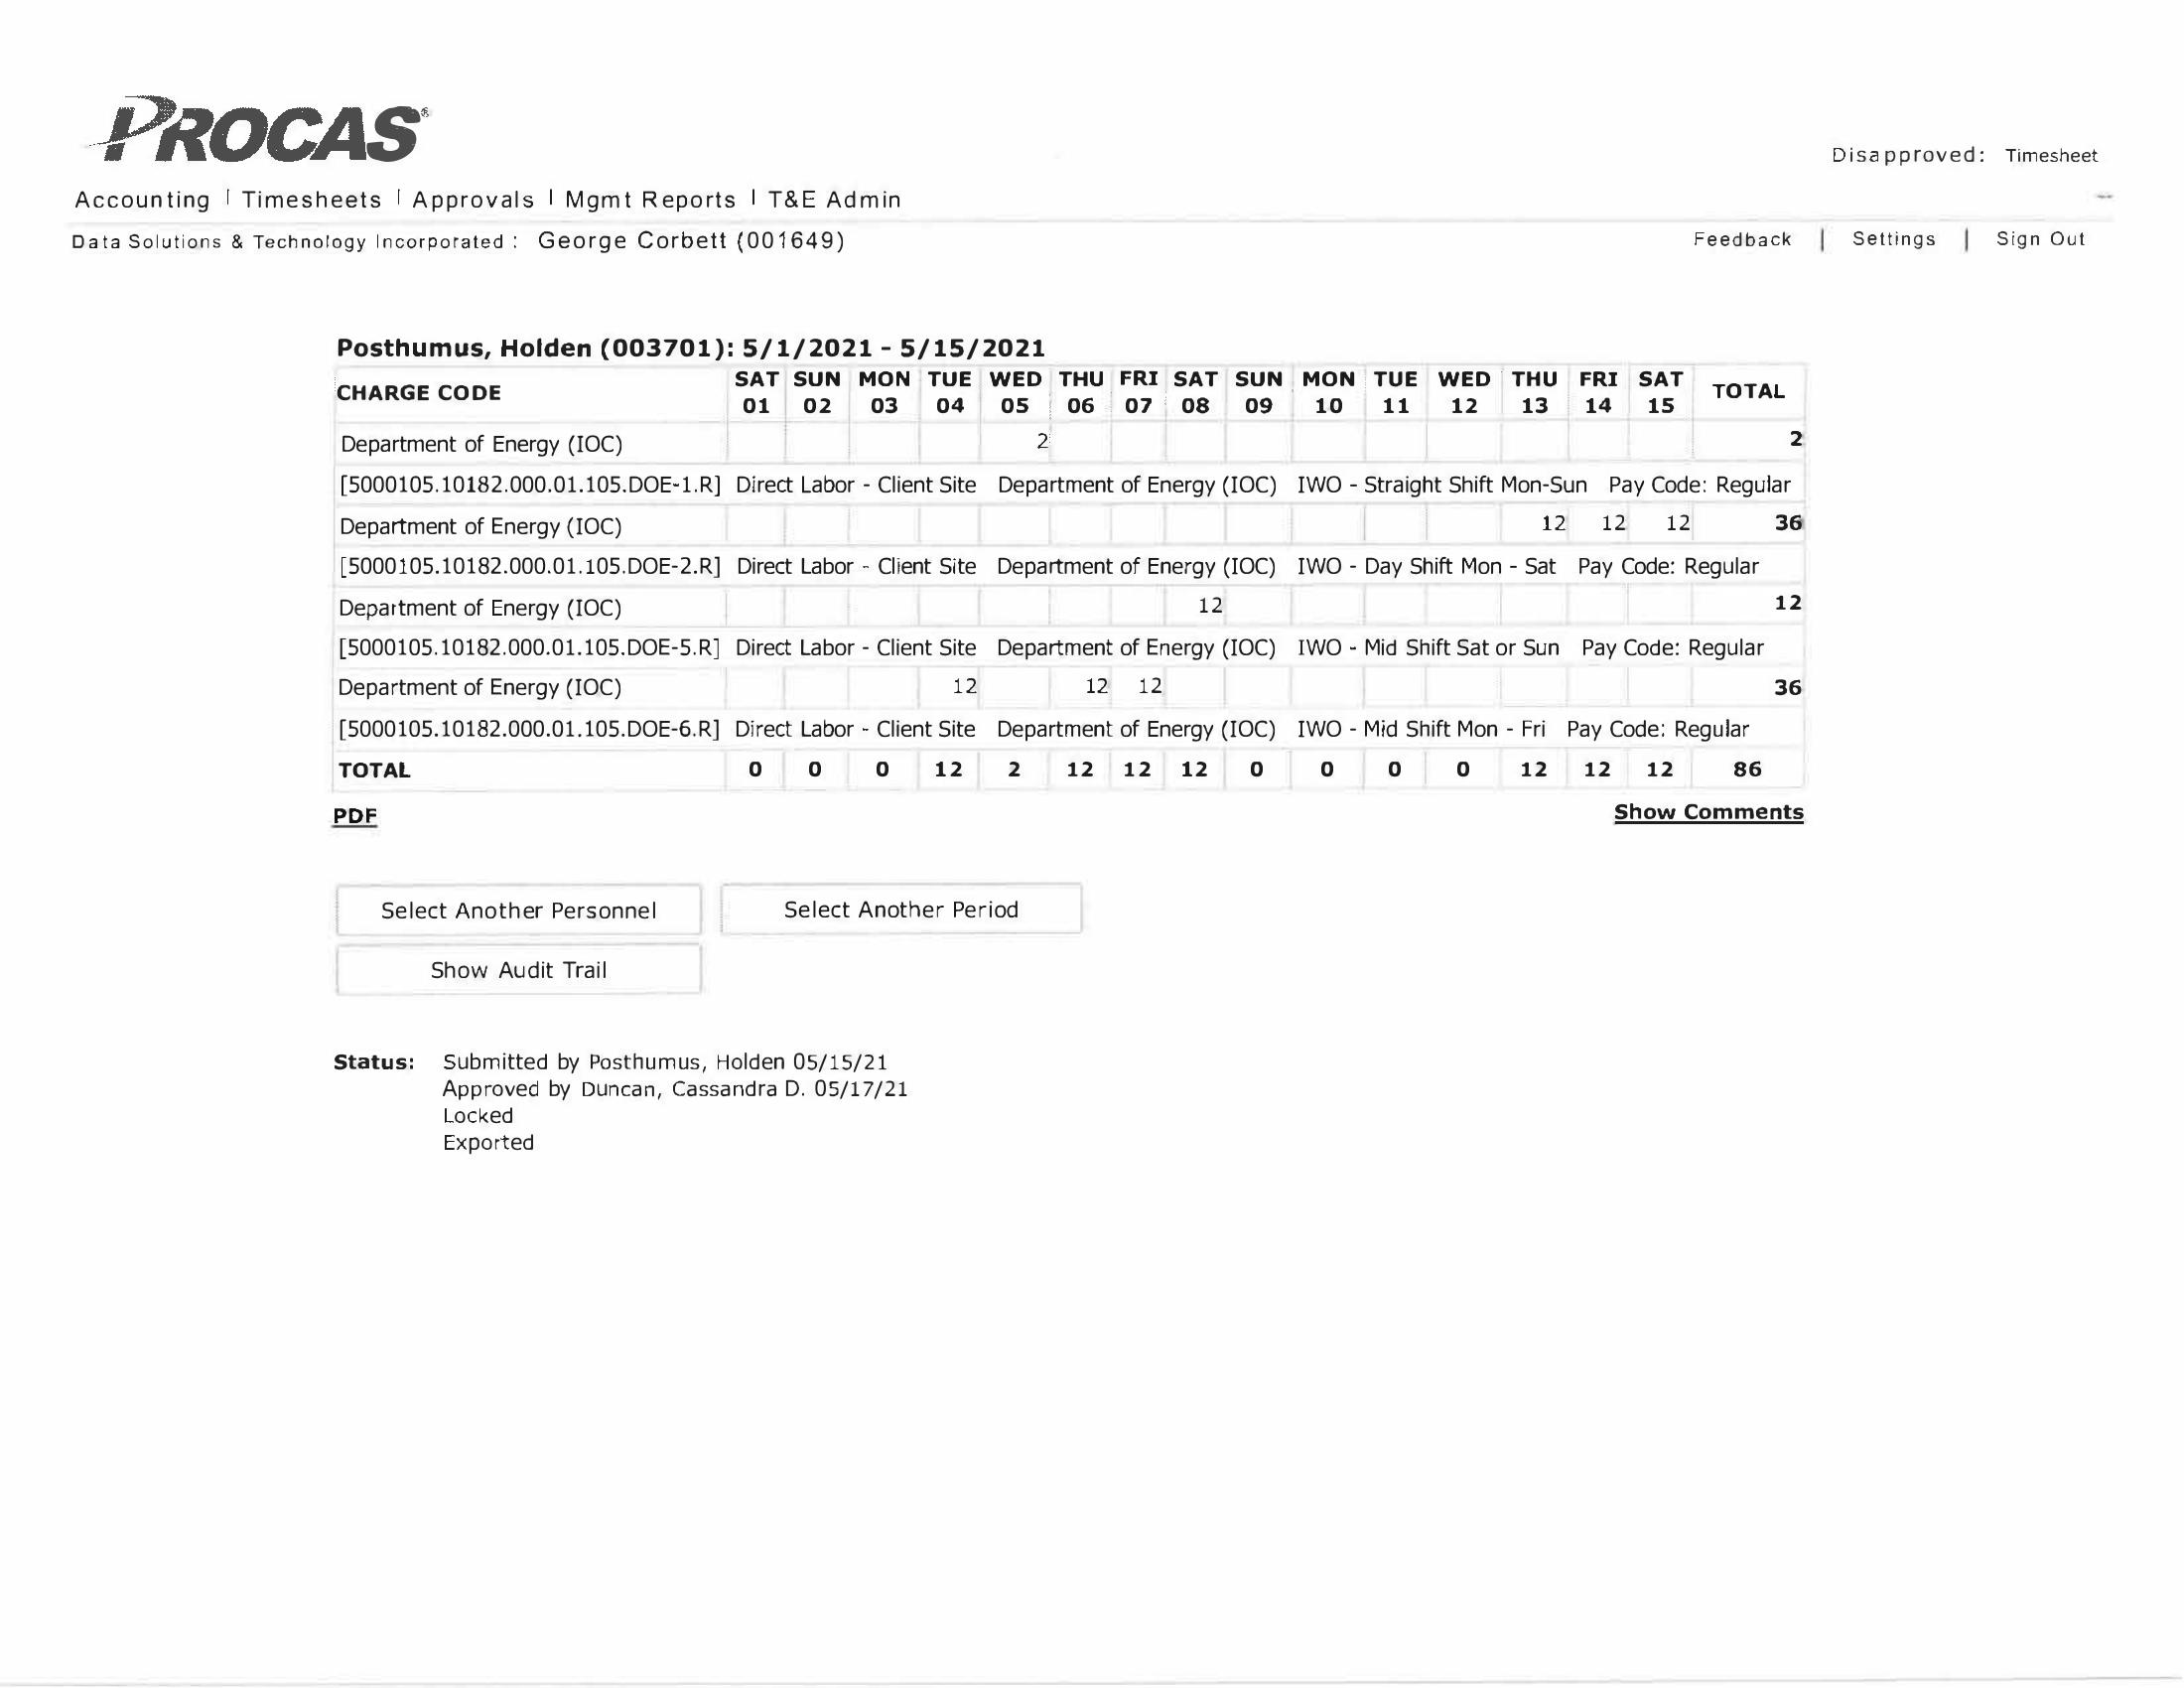 PROCAS®
Disapproved: Timesheet
Accounting | Timesheets | Approvals | Mgmt Reports | T&E Admin
Data Solutions & Technology Incorporated : George Corbett (001649)
Feedback | Settings | Sign Out
Posthumus, Holden (003701): 5/1/2021 - 5/15/2021
CHARGE CODE SAT 01 SUN 02 MON 03 TUE 04 WED 05 THU 06 FRI 07 SAT 08 SUN 09 MON 10 TUE 11 WED 12 THU 13 FRI 14 SAT 15 TOTAL
Department of Energy (IOC) 2 2
[5000105.10182.000.01.105.DOE-1.R] Direct Labor - Client Site Department of Energy (IOC) IWO - Straight Shift Mon-Sun Pay Code: Regular
Department of Energy (IOC) 12 12 12 36
[5000105.10182.000.01.105.DOE-2.R] Direct Labor - Client Site Department of Energy (IOC) IWO - Day Shift Mon - Sat Pay Code: Regular
Department of Energy (IOC) 12 12
[5000105.10182.000.01.105.DOE-5.R] Direct Labor - Client Site Department of Energy (IOC) IWO - Mid Shift Sat or Sun Pay Code: Regular
Department of Energy (IOC) 12 12 12 36
[5000105.10182.000.01.105.DOE-6.R] Direct Labor - Client Site Department of Energy (IOC) IWO - Mid Shift Mon - Fri Pay Code: Regular
TOTAL 0 0 0 12 2 12 12 12 0 0 0 0 12 12 12 86
PDF
Show Comments
Select Another Personnel
Select Another Period
Show Audit Trail
Status: Submitted by Posthumus, Holden 05/15/21
Approved by Duncan, Cassandra D. 05/17/21
Locked
Exported